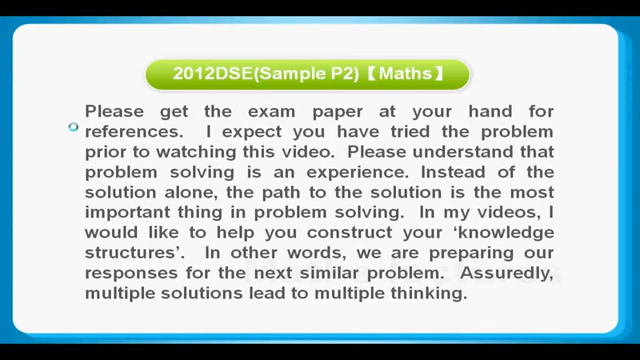 2012DSE(Sample P2)【Maths】
Please get the exam paper at your hand for
references. I expect you have tried the problem
prior to watching this video. Please understand that
problem solving is an experience. Instead of the
solution alone, the path to the solution is the most
important thing in problem solving. In my videos, I
would like to help you construct your ‘knowledge
structures’. In other words, we are preparing our
responses for the next similar problem. Assuredly,
multiple solutions lead to multiple thinking.